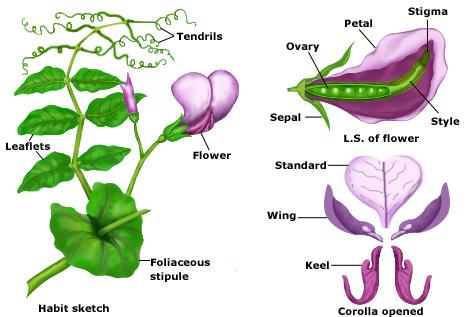 Tendrils
Leaflets
Flower
Foliaceous
stipule
Habit sketch
Stigma
Petal
Ovary
Sepal
Style
L.S. of flower
Standard
Wing
Keel
Corolla opened